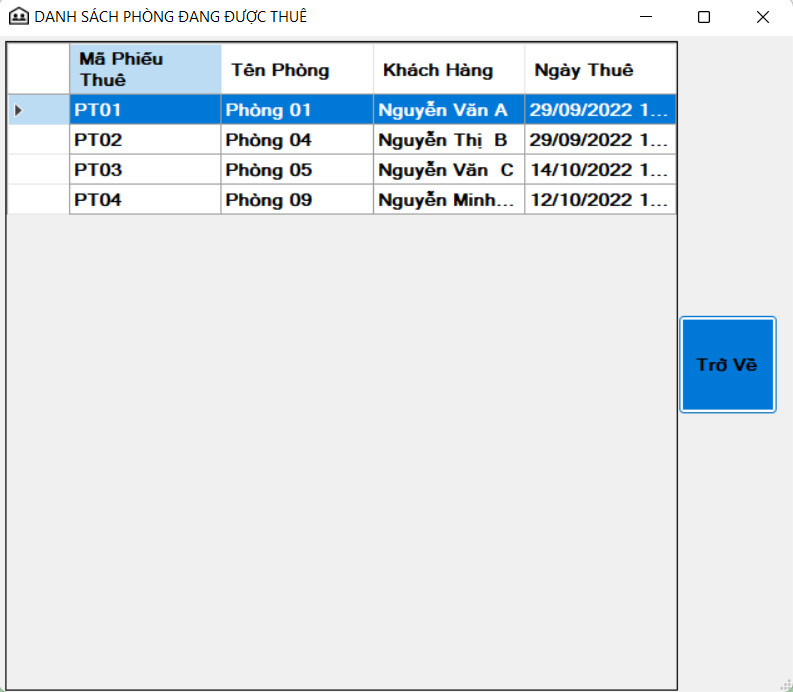 DANH SÁCH PHÒNG ĐANG ĐƯỢC THUÊ
Mã Phiếu Thuê Tên Phòng Khách Hàng Ngày Thuê
PT01 Phòng 01 Nguyễn Văn A 29/09/2022 1...
PT02 Phòng 04 Nguyễn Thị B 29/09/2022 1...
PT03 Phòng 05 Nguyễn Văn C 14/10/2022 1...
PT04 Phòng 09 Nguyễn Minh... 12/10/2022 1...
Trở Về